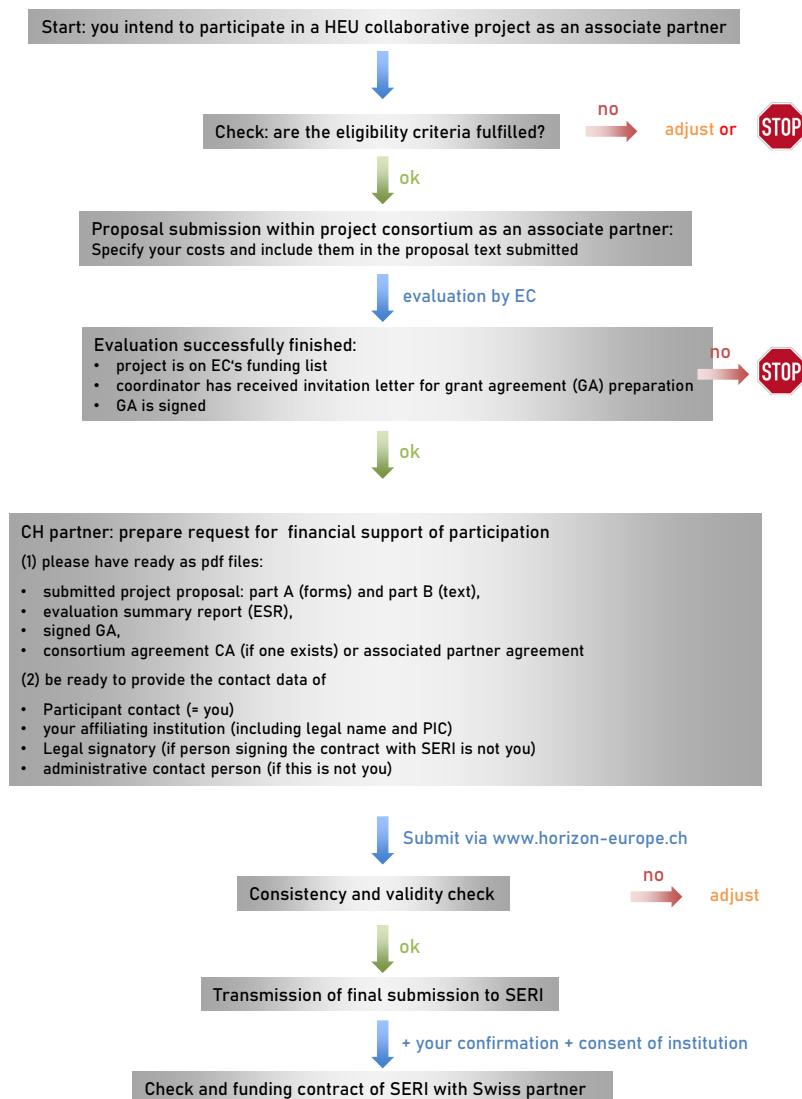 Start: you intend to participate in a HEU collaborative project as an associate partner
no
Check: are the eligibility criteria fulfilled?
adjust or
STOP
ok
Proposal submission within project consortium as an associate partner:
Specify your costs and include them in the proposal text submitted
evaluation by EC
Evaluation successfully finished:
• project is on EC's funding list
• coordinator has received invitation letter for grant agreement (GA) preparation
• GA is signed
no
STOP
ok
CH partner: prepare request for financial support of participation
(1) please have ready as pdf files:
• submitted project proposal: part A (forms) and part B (text),
• evaluation summary report (ESR),
• signed GA,
• consortium agreement CA (if one exists) or associated partner agreement
(2) be ready to provide the contact data of
• Participant contact (= you)
• your affiliating institution (including legal name and PIC)
• Legal signatory (if person signing the contract with SERI is not you)
• administrative contact person (if this is not you)
Submit via www.horizon-europe.ch
Consistency and validity check
no
adjust
ok
Transmission of final submission to SERI
+ your confirmation + consent of institution
Check and funding contract of SERI with Swiss partner